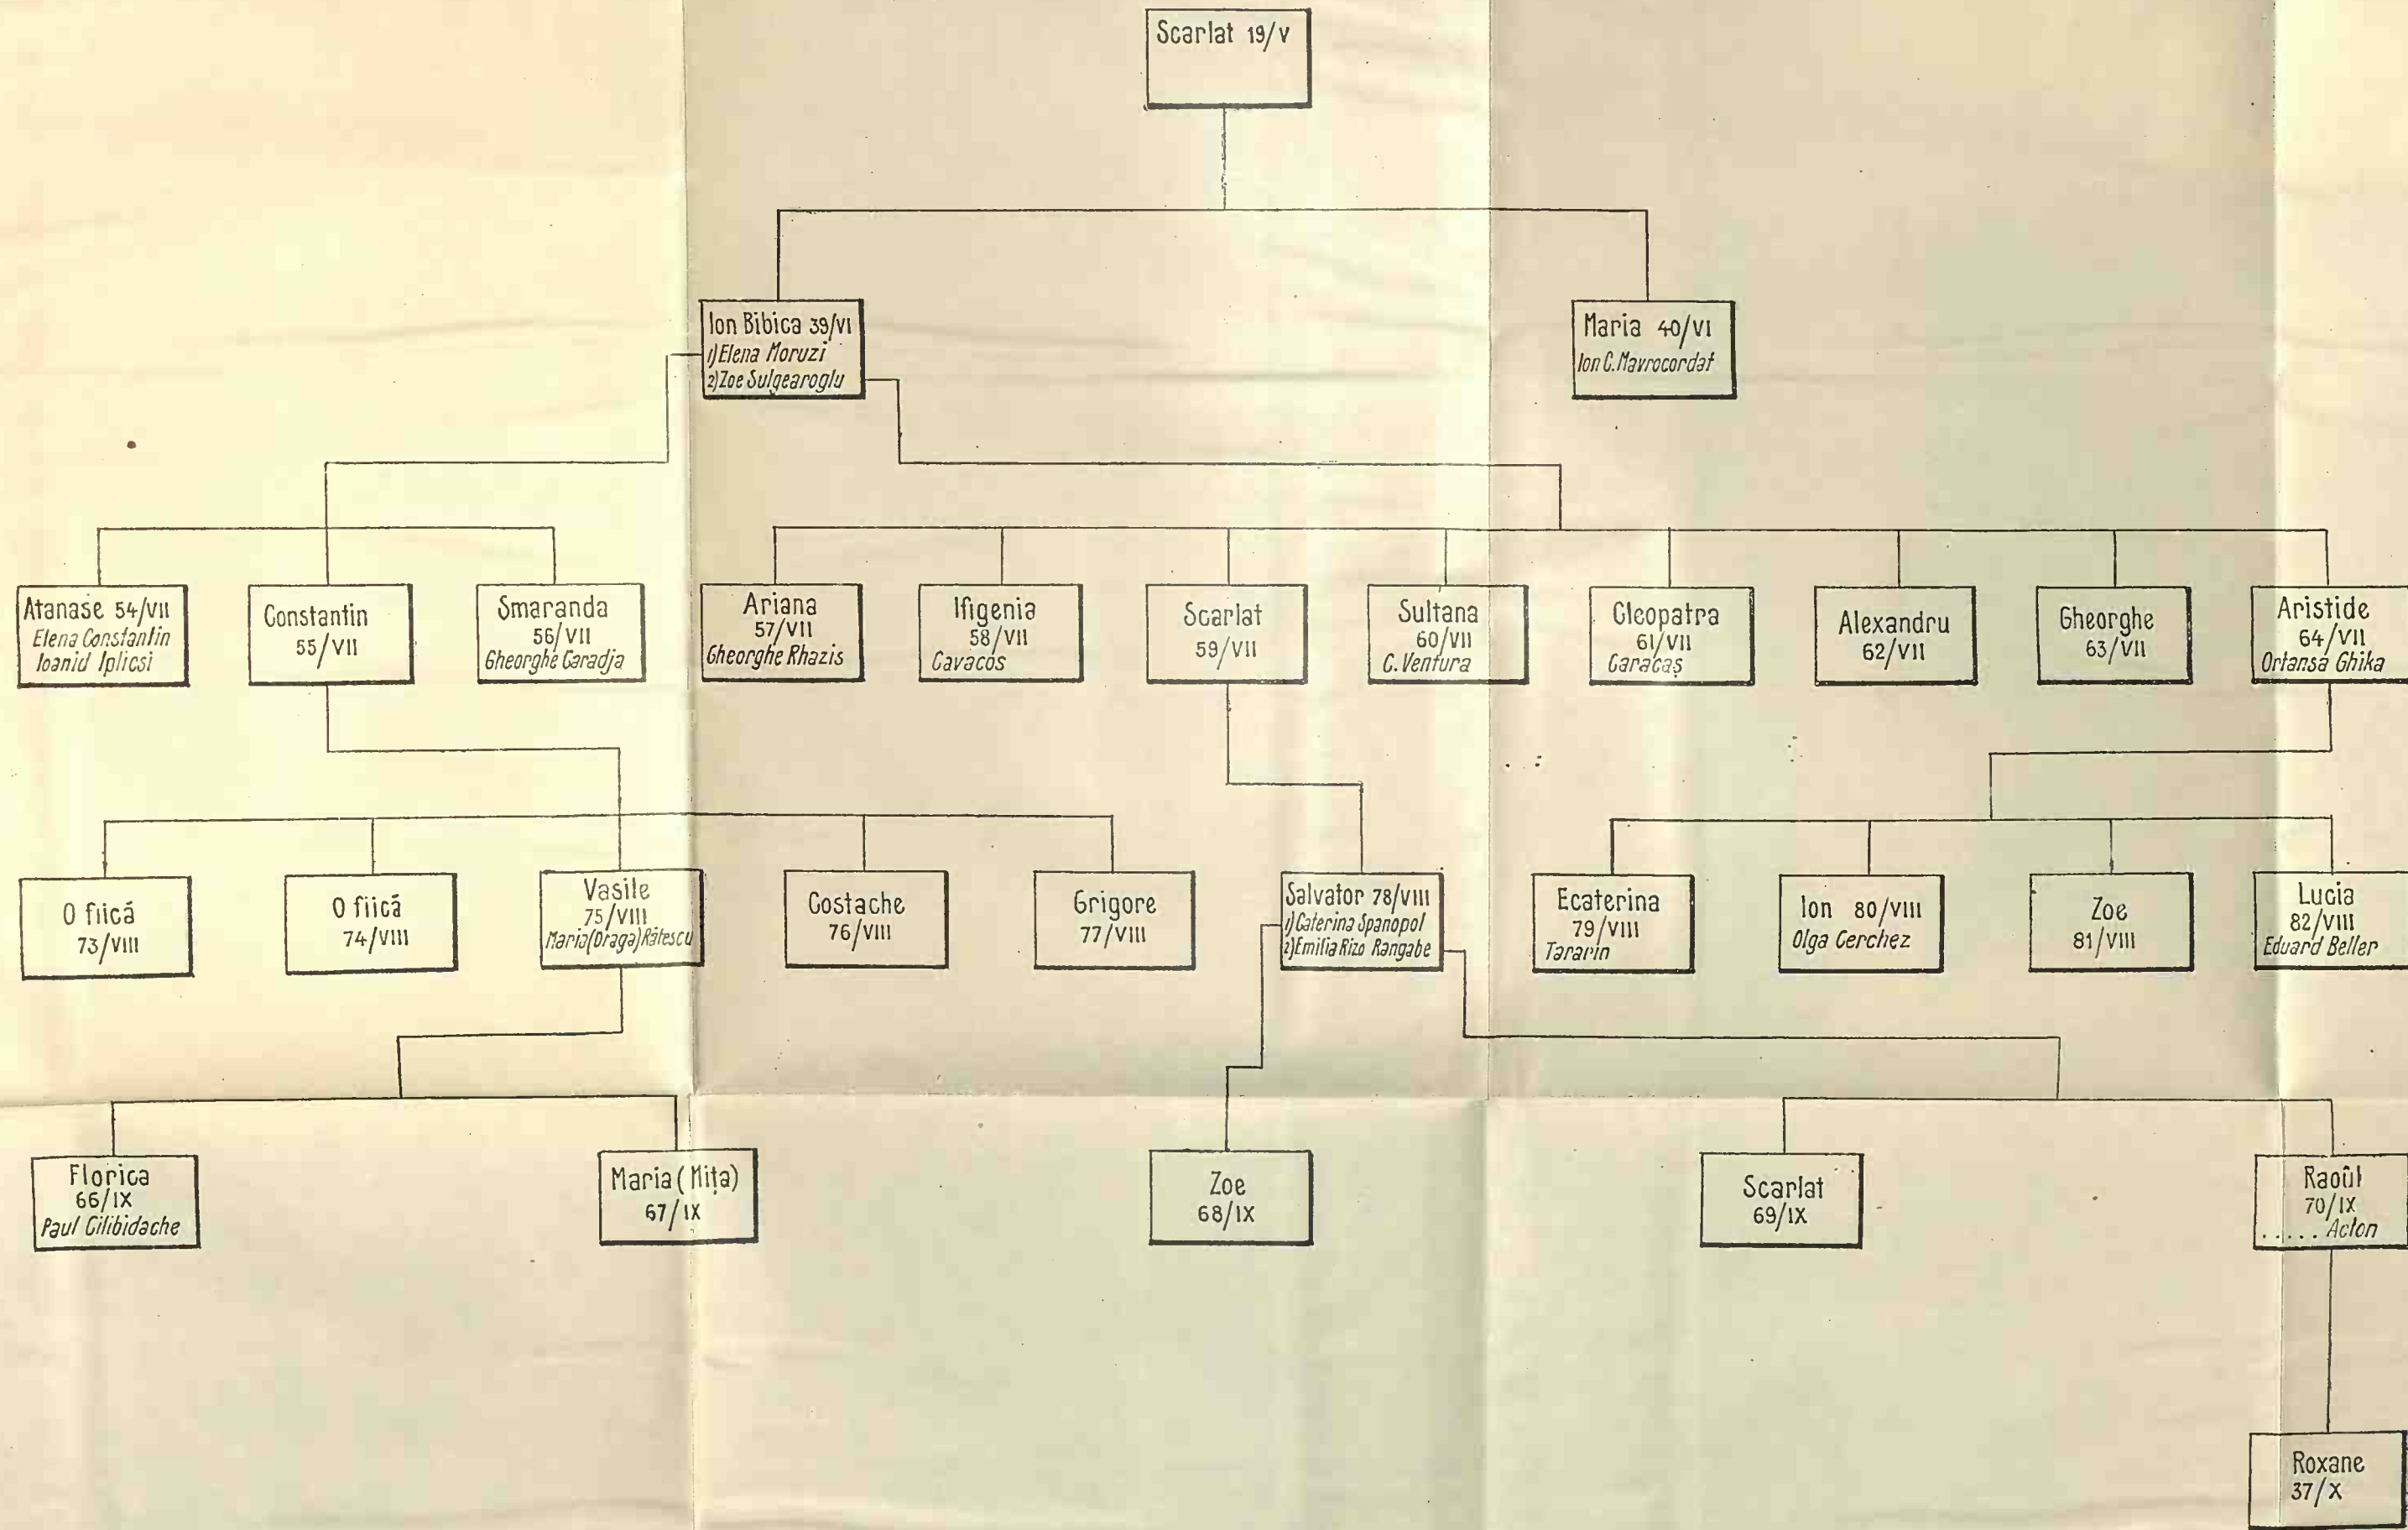 Scarlat 19/V
Ion Bibica 39/VI
1) Elena Moruzi
2) Zoe Sulgearoglu
Maria 40/VI
Ion C. Mavrocordat
Atanase 54/VII
Elena Constantin
Ioanid Iplicsi
Constantin
55/VII
Smaranda
56/VII
Gheorghe Caradja
Ariana
57/VII
Gheorghe Rhazis
Ifigenia
58/VII
Cavacos
Scarlat
59/VII
Sultana
60/VII
C. Ventura
Cleopatra
61/VII
Caracaș
Alexandru
62/VII
Gheorghe
63/VII
Aristide
64/VII
Ortansa Ghika
O fiică
73/VIII
O fiică
74/VIII
Vasile
75/VIII
Maria (Draga) Rătescu
Costache
76/VIII
Grigore
77/VIII
Salvator 78/VIII
1) Caterina Spanopol
2) Emilia Rizo Rangabe
Ecaterina
79/VIII
Tararin
Ion 80/VIII
Olga Cerchez
Zoe
81/VIII
Lucia
82/VIII
Eduard Beller
Florica
66/IX
Paul Cilibidache
Maria (Mița)
67/IX
Zoe
68/IX
Scarlat
69/IX
Raoûl
70/IX
..... Acton
Roxane
37/X